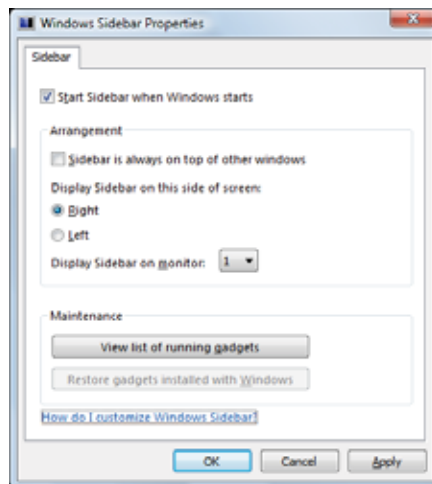 Windows Sidebar Properties
Sidebar
Start Sidebar when Windows starts
Arrangement
Sidebar is always on top of other windows
Display Sidebar on this side of screen:
Right
Left
Display Sidebar on monitor: 1
Maintenance
View list of running gadgets
Restore gadgets installed with Windows
How do I customize Windows Sidebar?
OK Cancel Apply